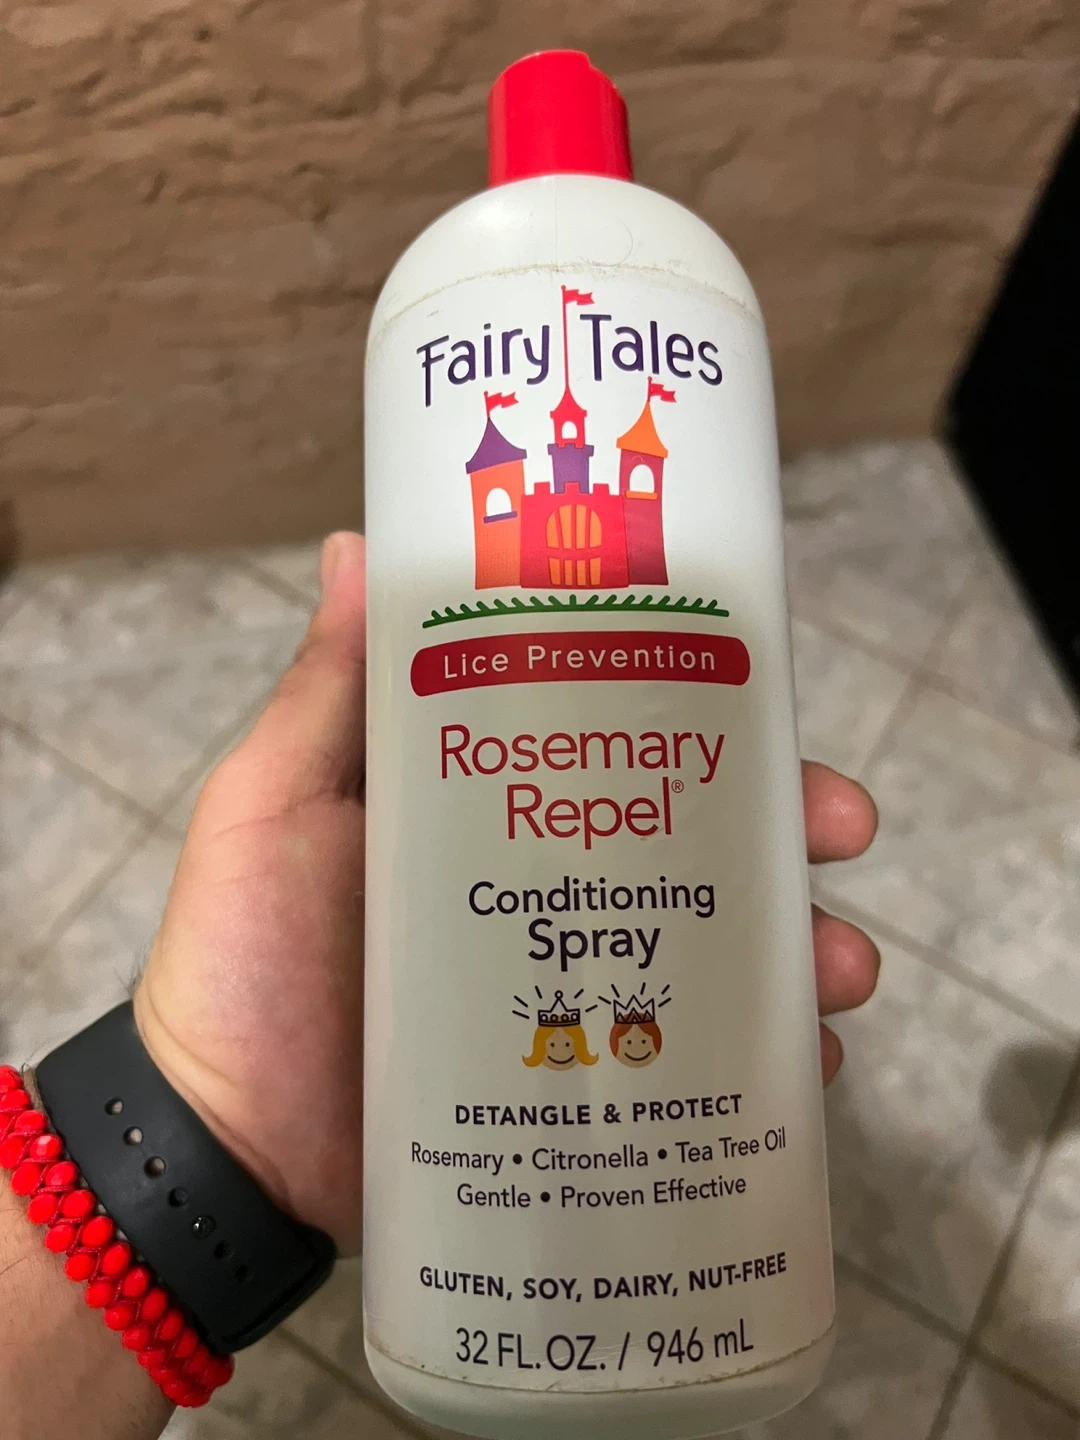 Fairy Tales
Lice Prevention
Rosemary
Repel®
Conditioning
Spray
DETANGLE & PROTECT
Rosemary • Citronella • Tea Tree Oil
Gentle • Proven Effective
GLUTEN, SOY, DAIRY, NUT-FREE
32 FL. OZ. / 946 mL